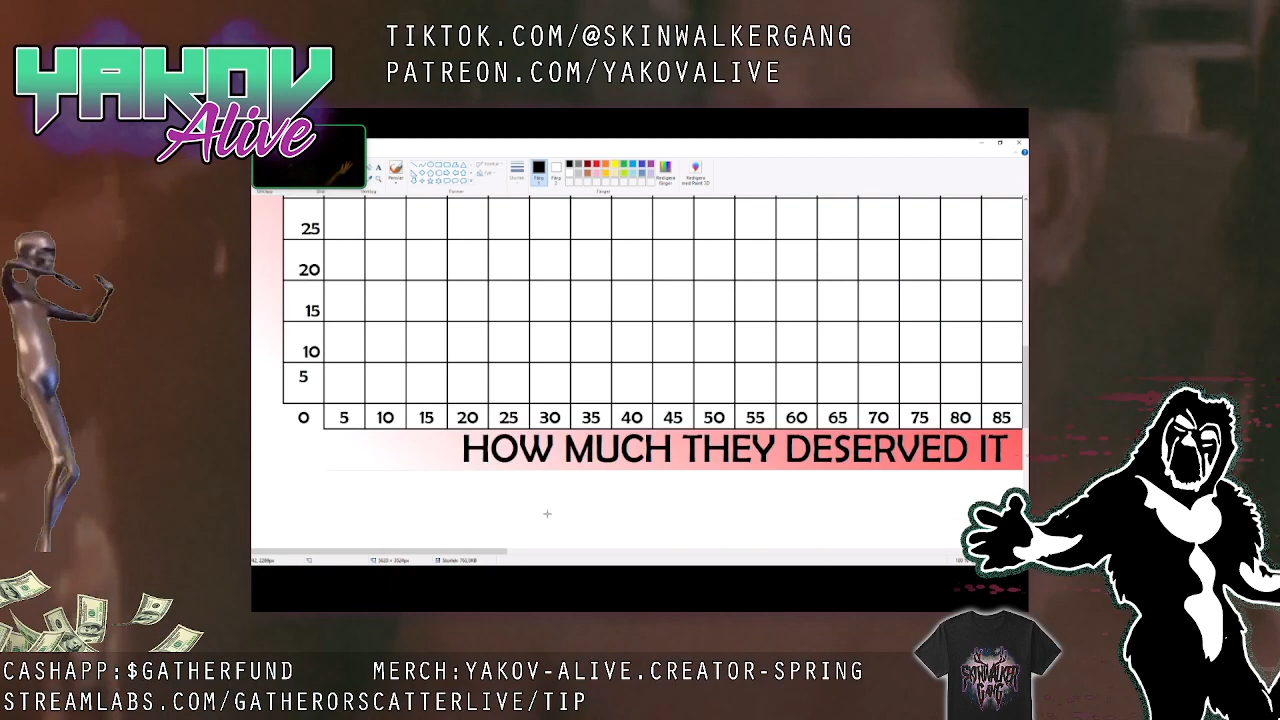 TIKTOK.COM/@SKINWALKERGANG
PATREON.COM/YAKOVALIVE
YAKOV
Alive
25
20
15
10
5
0 5 10 15 20 25 30 35 40 45 50 55 60 65 70 75 80 85
HOW MUCH THEY DESERVED IT
SKINWALKER
GANG
CASHAPP:$GATHERFUND
MERCH:YAKOV-ALIVE.CREATOR-SPRING
STREAMLABS.COM/GATHERORSCATTERLIVE/TIP